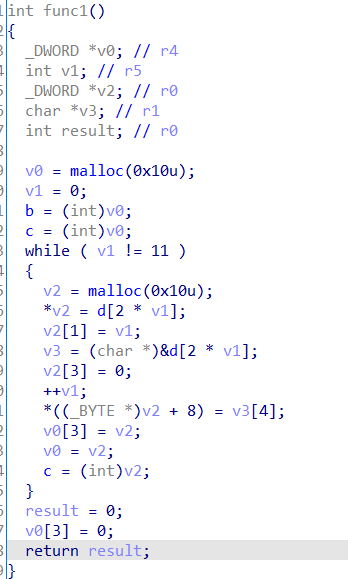 int func1()
{
  _DWORD *v0; // r4
  int v1; // r5
  _DWORD *v2; // r0
  char *v3; // r1
  int result; // r0

  v0 = malloc(0x10u);
  v1 = 0;
  b = (int)v0;
  c = (int)v0;
  while ( v1 != 11 )
  {
    v2 = malloc(0x10u);
    *v2 = d[2 * v1];
    v2[1] = v1;
    v3 = (char *)&d[2 * v1];
    v2[3] = 0;
    ++v1;
    *((_BYTE *)v2 + 8) = v3[4];
    v0[3] = v2;
    v0 = v2;
    c = (int)v2;
  }
  result = 0;
  v0[3] = 0;
  return result;
}